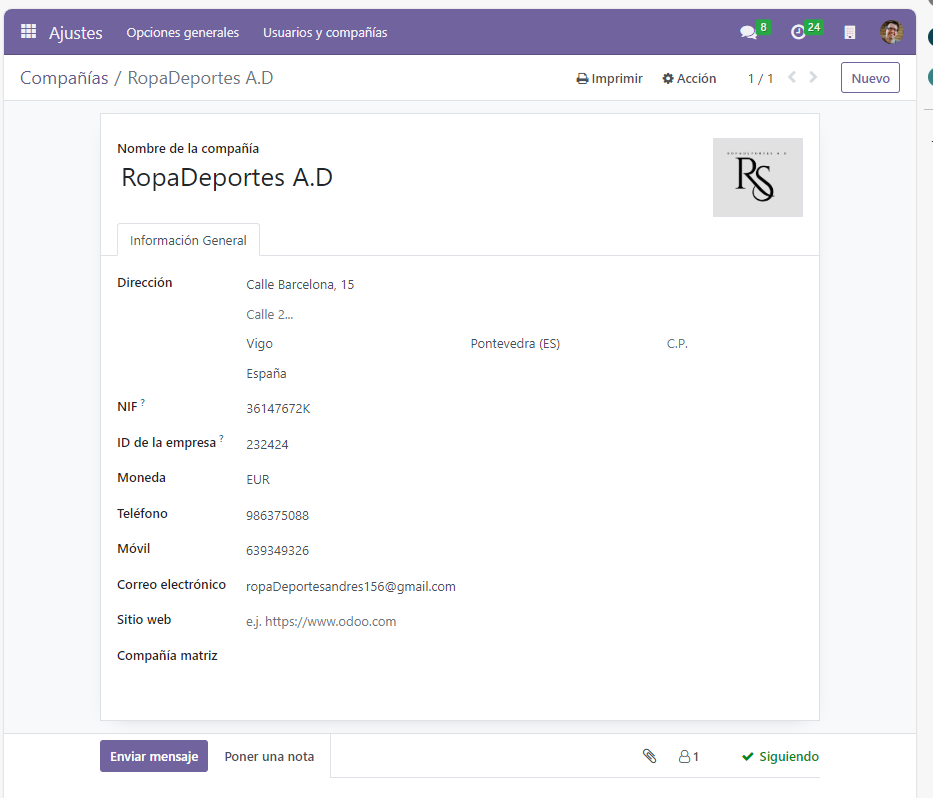 Ajustes Opciones generales Usuarios y compañías 8 24
Compañías / RopaDeportes A.D Imprimir Acción 1 / 1 Nuevo
Nombre de la compañía
RopaDeportes A.D
ROPADEPORTES A.D
RS
Información General
Dirección Calle Barcelona, 15
Calle 2...
Vigo Pontevedra (ES) C.P.
España
NIF ? 36147672K
ID de la empresa ? 232424
Moneda EUR
Teléfono 986375088
Móvil 639349326
Correo electrónico ropaDeportesandres156@gmail.com
Sitio web e.j. https://www.odoo.com
Compañía matriz
Enviar mensaje Poner una nota 1 Siguiendo